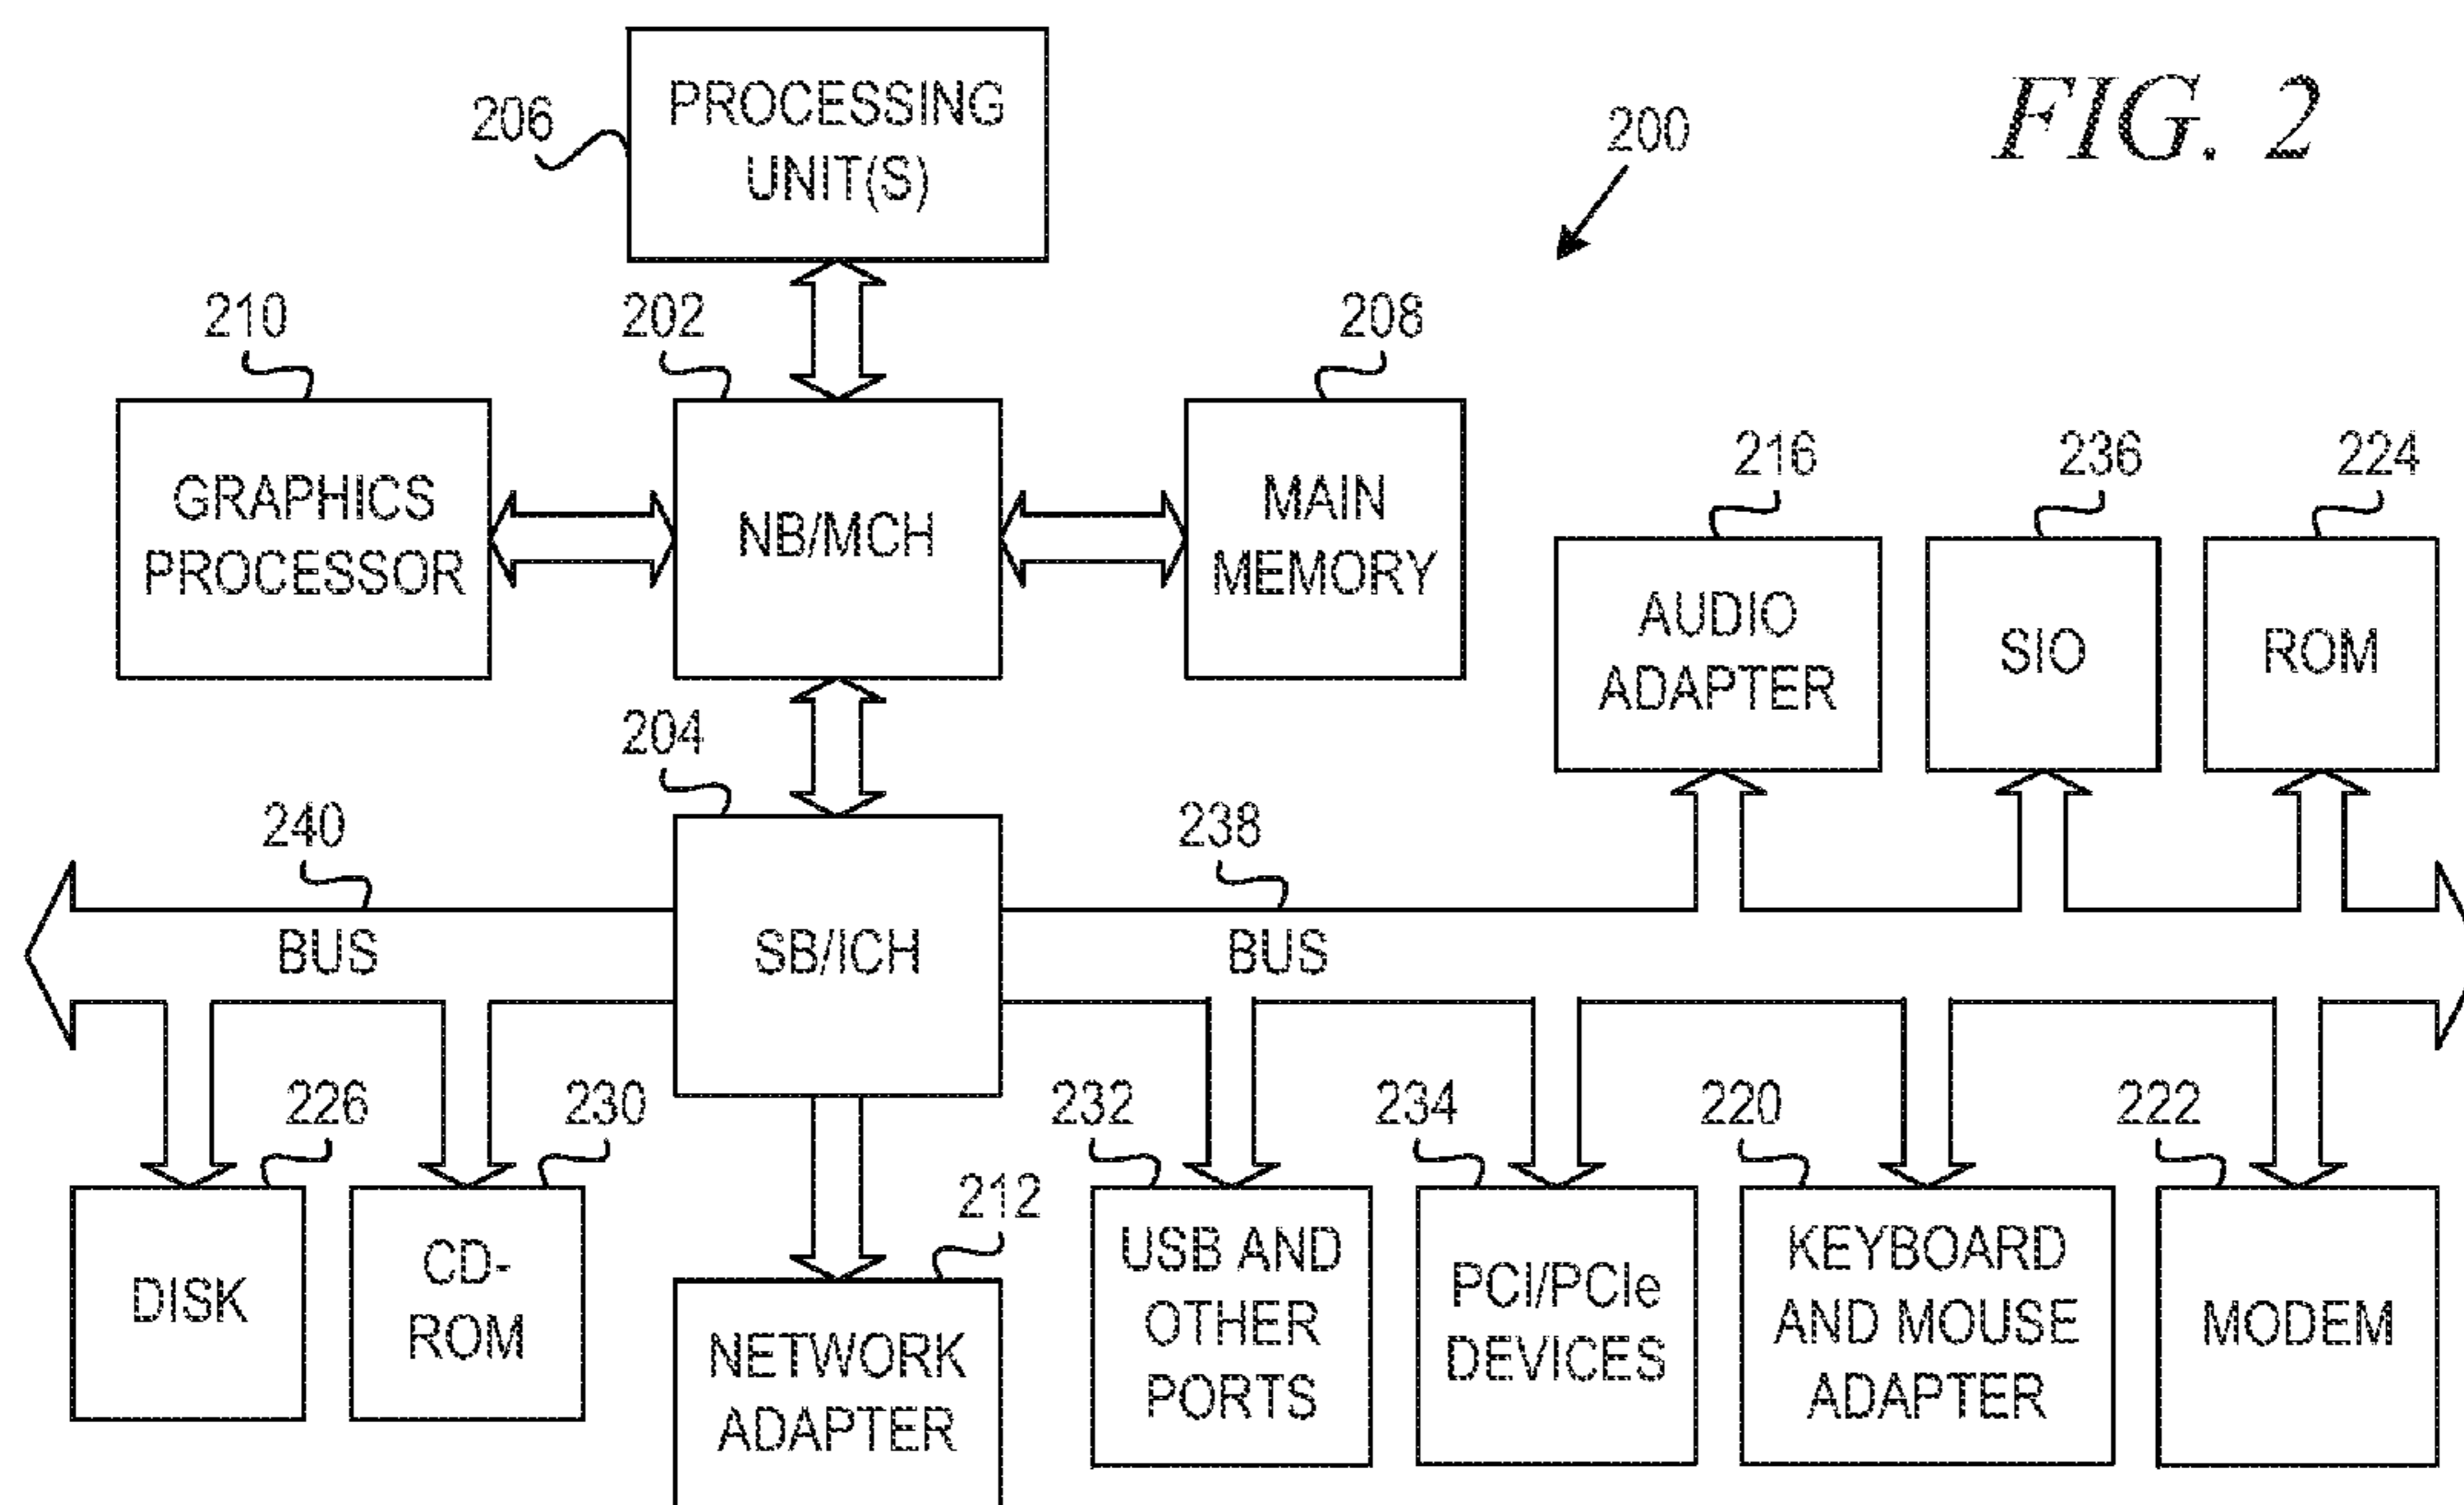 FIG. 2
200
206
PROCESSING
UNIT(S)
210
202
208
GRAPHICS
PROCESSOR
NB/MCH
MAIN
MEMORY
216
236
224
AUDIO
ADAPTER
SIO
ROM
204
240
238
BUS
SB/ICH
BUS
226
230
232
234
220
222
212
DISK
CD-
ROM
NETWORK
ADAPTER
USB AND
OTHER
PORTS
PCI/PCIe
DEVICES
KEYBOARD
AND MOUSE
ADAPTER
MODEM